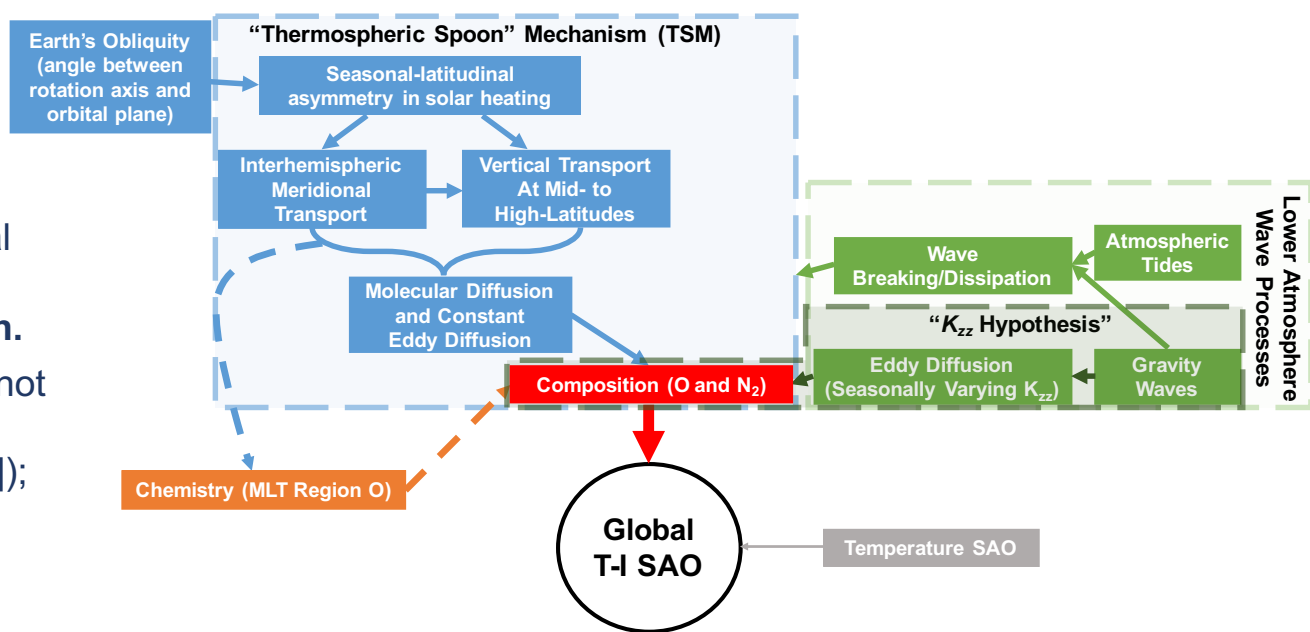 “Thermospheric Spoon” Mechanism (TSM)
Earth’s Obliquity
(angle between
rotation axis and
orbital plane)
Seasonal-latitudinal
asymmetry in solar heating
Interhemispheric
Meridional
Transport
Vertical Transport
At Mid- to
High-Latitudes
Molecular Diffusion
and Constant
Eddy Diffusion
Lower Atmosphere
Wave Processes
Wave
Breaking/Dissipation
Atmospheric
Tides
“Kzz Hypothesis”
Eddy Diffusion
(Seasonally Varying Kzz)
Gravity
Waves
Composition (O and N2)
Chemistry (MLT Region O)
Global
T-I SAO
Temperature SAO
al
n.
not
]);